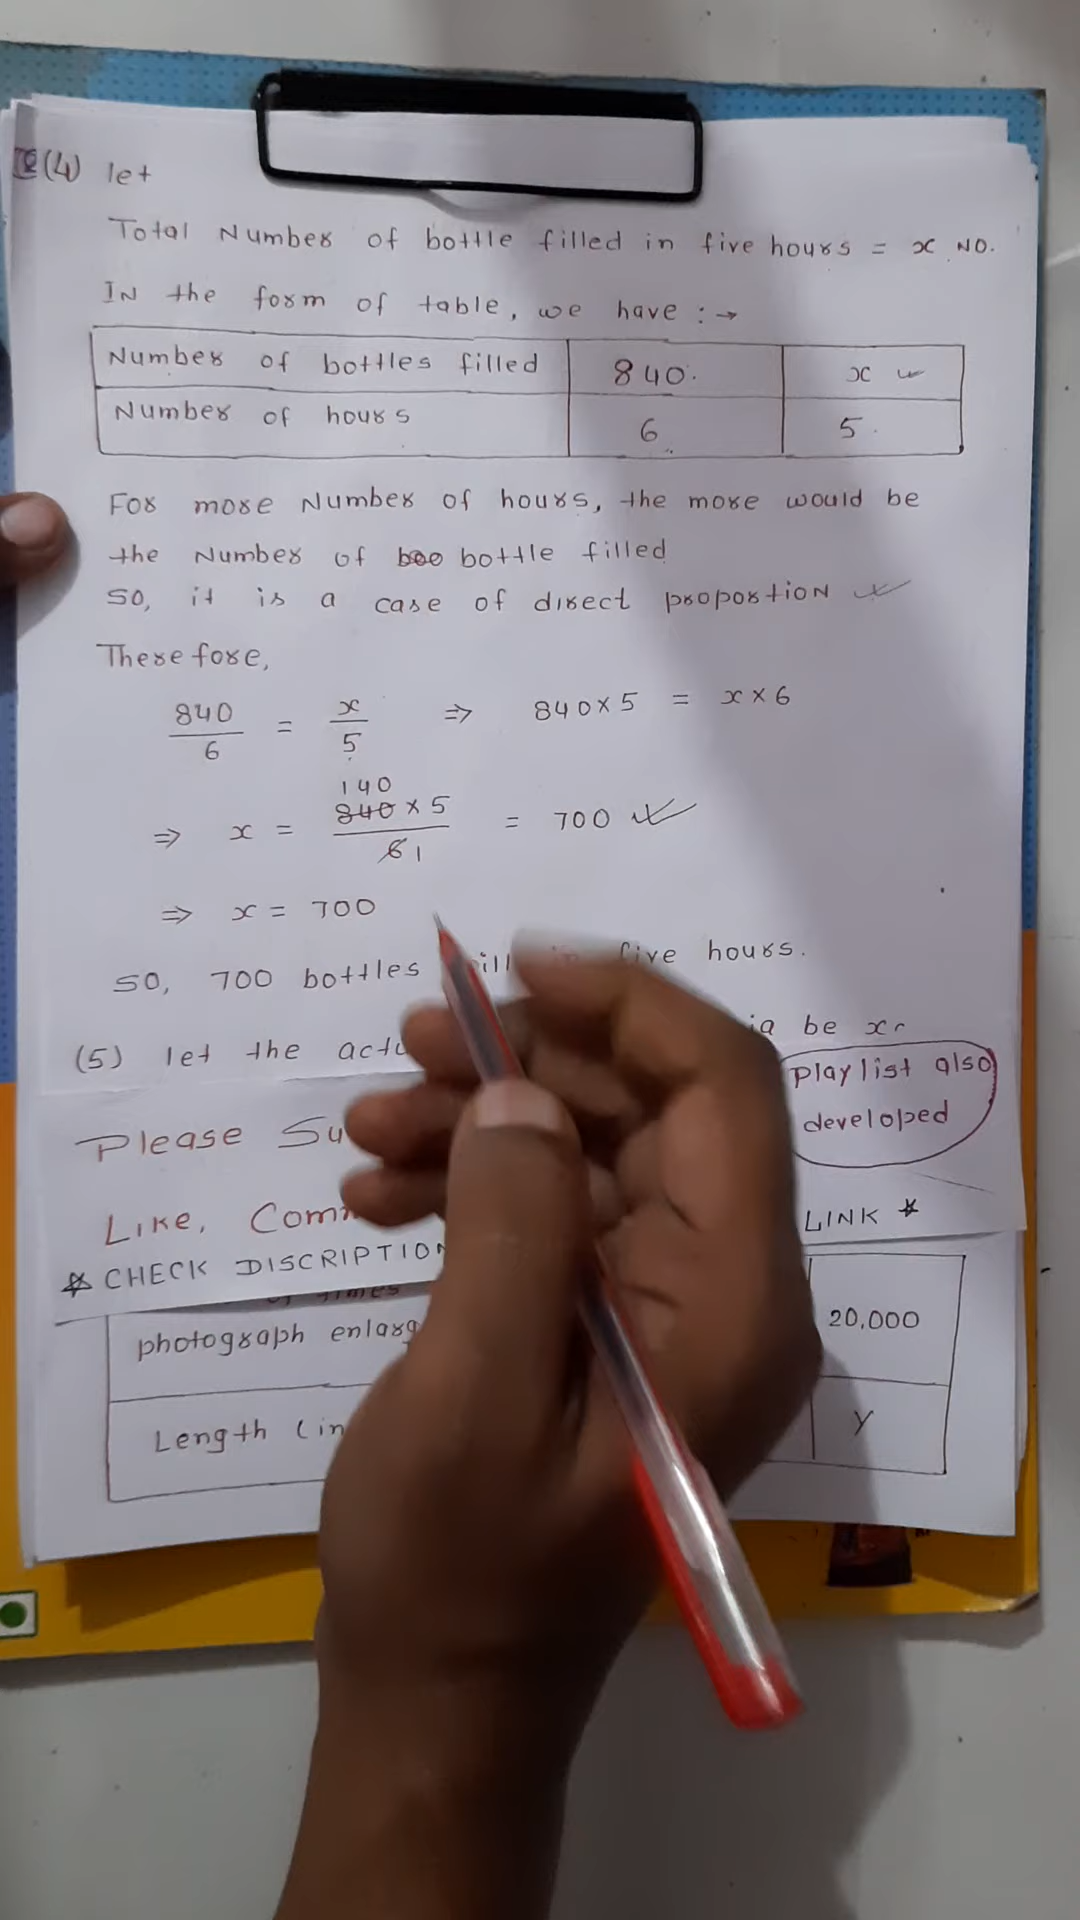 (4) let
Total Number of bottle filled in five hours = x NO.
IN the form of table, we have : →
Number of bottles filled 840. x
Number of hours 6 5
For more Number of hours, the more would be
the Number of boo bottle filled
So, it is a case of direct proportion
Therefore,
840/6 = x/5 ⇒ 840 × 5 = x × 6
140
⇒ x = 840 × 5 / 6 1 = 700
⇒ x = 700
So, 700 bottles five hours.
(5) let the be
playlist also
developed
Please
Like,
LINK *
* CHECK DISCRIPTION
photograph 20,000
Length (in Y